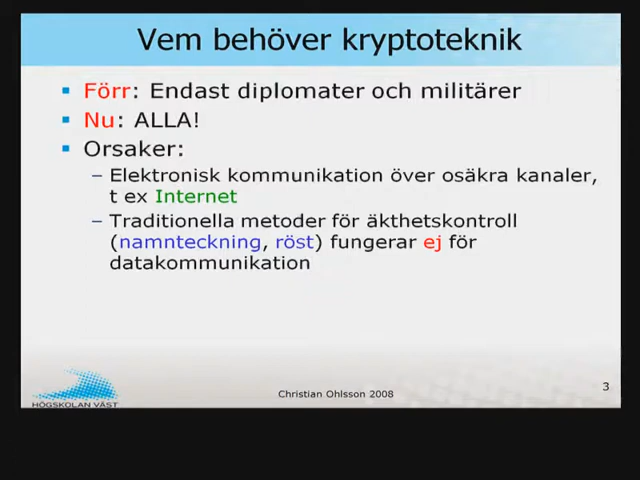 Vem behöver kryptoteknik
Förr: Endast diplomater och militärer
Nu: ALLA!
Orsaker:
– Elektronisk kommunikation över osäkra kanaler,
t ex Internet
– Traditionella metoder för äkthetskontroll
(namnteckning, röst) fungerar ej för
datakommunikation
HÖGSKOLAN VÄST
Christian Ohlsson 2008
3